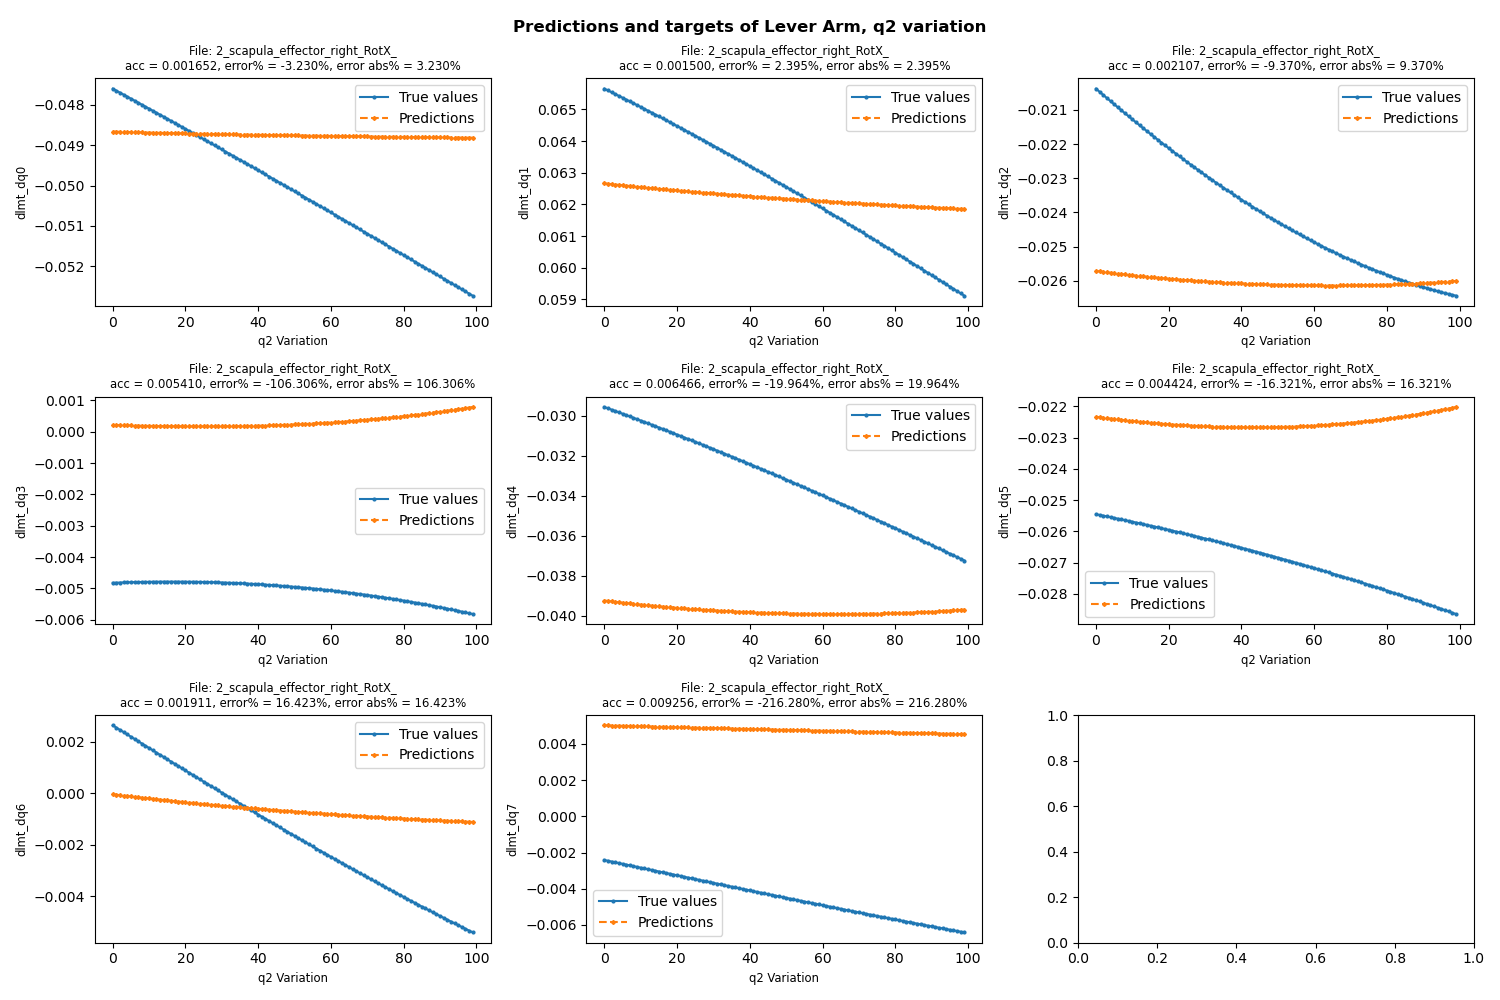 Predictions and targets of Lever Arm, q2 variation
File: 2_scapula_effector_right_RotX_
acc = 0.001652, error% = -3.230%, error abs% = 3.230%
−0.048
−0.049
−0.050
−0.051
−0.052
dlmt_dq0
True values
Predictions
0 20 40 60 80 100
q2 Variation
File: 2_scapula_effector_right_RotX_
acc = 0.001500, error% = 2.395%, error abs% = 2.395%
0.065
0.064
0.063
0.062
0.061
0.060
0.059
dlmt_dq1
True values
Predictions
0 20 40 60 80 100
q2 Variation
File: 2_scapula_effector_right_RotX_
acc = 0.002107, error% = -9.370%, error abs% = 9.370%
−0.021
−0.022
−0.023
−0.024
−0.025
−0.026
dlmt_dq2
True values
Predictions
0 20 40 60 80 100
q2 Variation
File: 2_scapula_effector_right_RotX_
acc = 0.005410, error% = -106.306%, error abs% = 106.306%
0.001
0.000
−0.001
−0.002
−0.003
−0.004
−0.005
−0.006
dlmt_dq3
True values
Predictions
0 20 40 60 80 100
q2 Variation
File: 2_scapula_effector_right_RotX_
acc = 0.006466, error% = -19.964%, error abs% = 19.964%
−0.030
−0.032
−0.034
−0.036
−0.038
−0.040
dlmt_dq4
True values
Predictions
0 20 40 60 80 100
q2 Variation
File: 2_scapula_effector_right_RotX_
acc = 0.004424, error% = -16.321%, error abs% = 16.321%
−0.022
−0.023
−0.024
−0.025
−0.026
−0.027
−0.028
dlmt_dq5
True values
Predictions
0 20 40 60 80 100
q2 Variation
File: 2_scapula_effector_right_RotX_
acc = 0.001911, error% = 16.423%, error abs% = 16.423%
0.002
0.000
−0.002
−0.004
dlmt_dq6
True values
Predictions
0 20 40 60 80 100
q2 Variation
File: 2_scapula_effector_right_RotX_
acc = 0.009256, error% = -216.280%, error abs% = 216.280%
0.004
0.002
0.000
−0.002
−0.004
−0.006
dlmt_dq7
True values
Predictions
0 20 40 60 80 100
q2 Variation
1.0
0.8
0.6
0.4
0.2
0.0
0.0 0.2 0.4 0.6 0.8 1.0